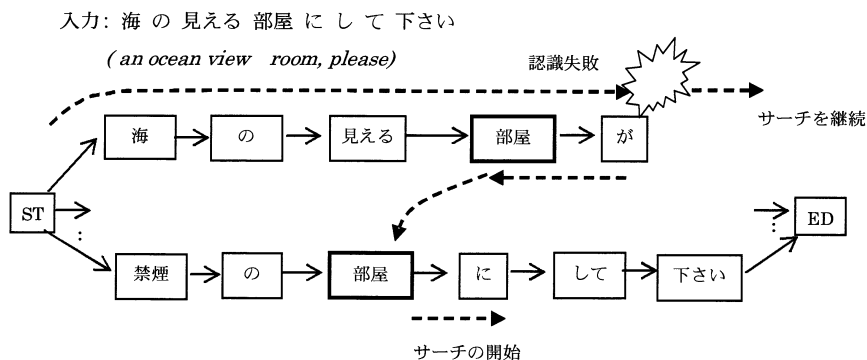 入力: 海 の 見える 部屋 に し て 下さい
( an ocean view room, please)
認識失敗
サーチを継続
海 の 見える 部屋 が
ST
:
:
ED
禁煙 の 部屋 に して 下さい
サーチの開始